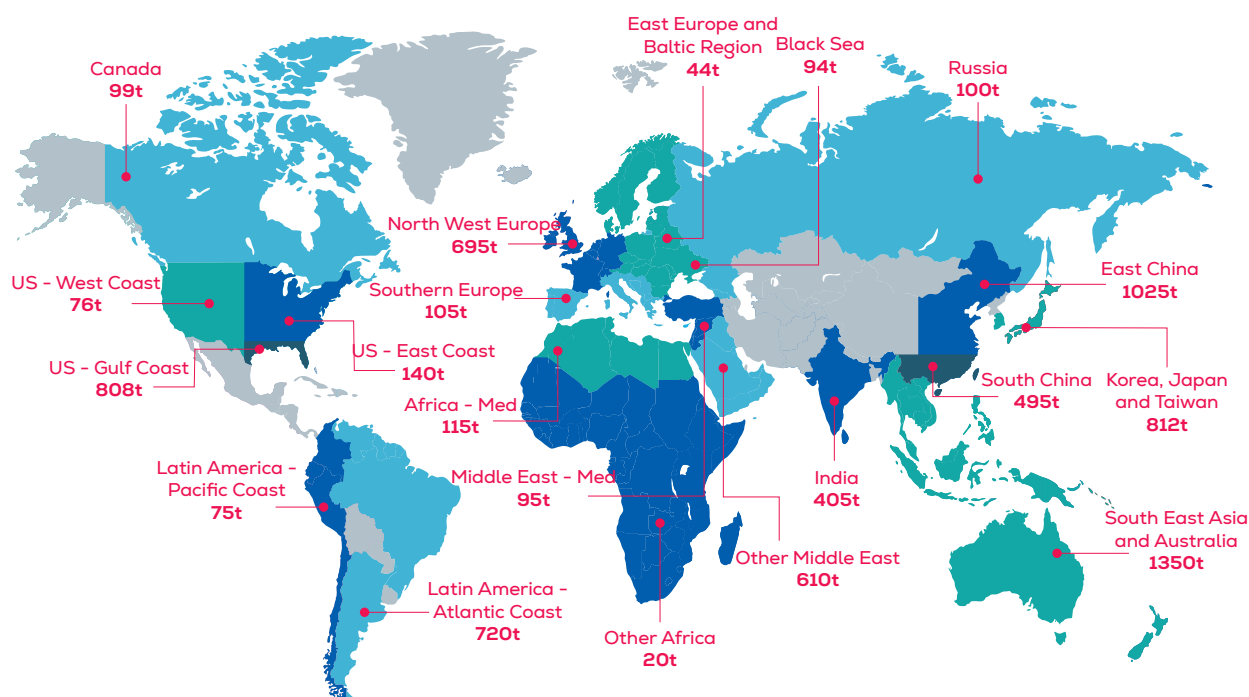 East Europe and
Baltic Region
44t
Black Sea
94t
Canada
99t
Russia
100t
North West Europe
695t
US - West Coast
76t
Southern Europe
105t
East China
1025t
US - Gulf Coast
808t
US - East Coast
140t
Africa - Med
115t
South China
495t
Korea, Japan
and Taiwan
812t
Latin America -
Pacific Coast
75t
Middle East - Med
95t
India
405t
South East Asia
and Australia
1350t
Other Middle East
610t
Latin America -
Atlantic Coast
720t
Other Africa
20t